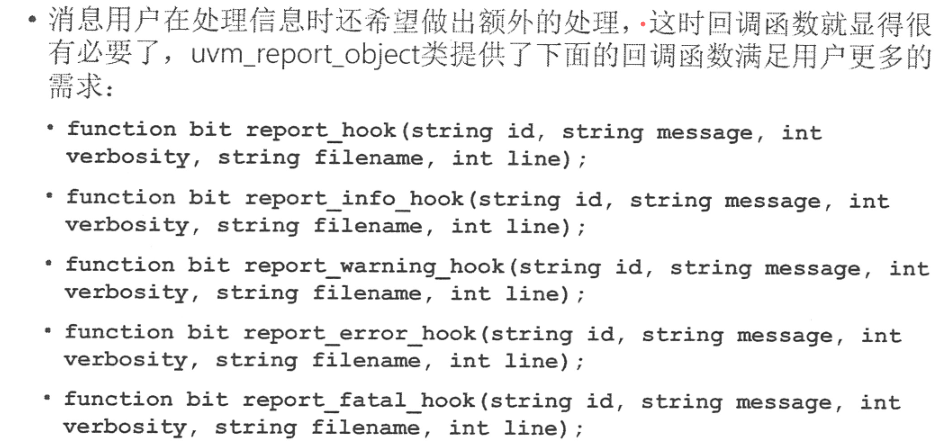 • 消息用户在处理信息时还希望做出额外的处理，这时回调函数就显得很
有必要了，uvm_report_object类提供了下面的回调函数满足用户更多的
需求：
• function bit report_hook(string id, string message, int
verbosity, string filename, int line);
• function bit report_info_hook(string id, string message, int
verbosity, string filename, int line);
• function bit report_warning_hook(string id, string message, int
verbosity, string filename, int line);
• function bit report_error_hook(string id, string message, int
verbosity, string filename, int line);
• function bit report_fatal_hook(string id, string message, int
verbosity, string filename, int line);